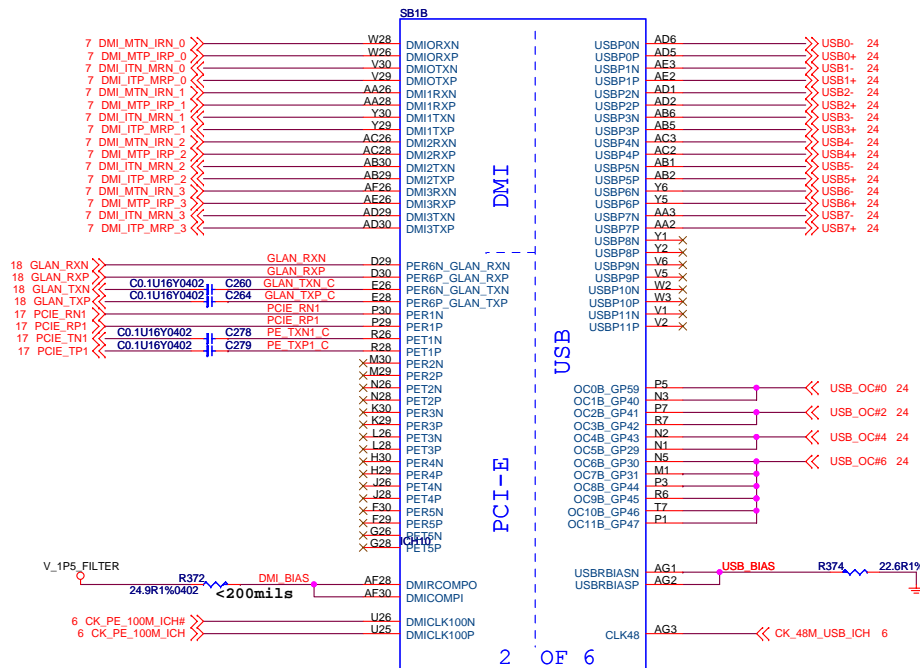 SB1B
7 DMI_MTN_IRN_0 W28 DMI0RXN USBP0N AD6 USB0- 24
7 DMI_MTP_IRP_0 W26 DMI0RXP USBP0P AD5 USB0+ 24
7 DMI_ITN_MRN_0 V30 DMI0TXN USBP1N AE3 USB1- 24
7 DMI_ITP_MRP_0 V29 DMI0TXP USBP1P AE2 USB1+ 24
7 DMI_MTN_IRN_1 AA26 DMI1RXN USBP2N AD1 USB2- 24
7 DMI_MTP_IRP_1 AA28 DMI1RXP USBP2P AD2 USB2+ 24
7 DMI_ITN_MRN_1 Y30 DMI1TXN USBP3N AB6 USB3- 24
7 DMI_ITP_MRP_1 Y29 DMI1TXP USBP3P AB5 USB3+ 24
7 DMI_MTN_IRN_2 AC26 DMI2RXN USBP4N AC3 USB4- 24
7 DMI_MTP_IRP_2 AC28 DMI2RXP USBP4P AC2 USB4+ 24
7 DMI_ITN_MRN_2 AB30 DMI2TXN USBP5N AB1 USB5- 24
7 DMI_ITP_MRP_2 AB29 DMI2TXP USBP5P AB2 USB5+ 24
7 DMI_MTN_IRN_3 AF26 DMI3RXN USBP6N Y6 USB6- 24
7 DMI_MTP_IRP_3 AE26 DMI3RXP USBP6P Y5 USB6+ 24
7 DMI_ITN_MRN_3 AD29 DMI3TXN USBP7N AA3 USB7- 24
7 DMI_ITP_MRP_3 AD30 DMI3TXP USBP7P AA2 USB7+ 24
DMI
USBP8N Y1
USBP8P Y2
18 GLAN_RXN GLAN_RXN D29 PER6N_GLAN_RXN USBP9N V6
18 GLAN_RXP GLAN_RXP D30 PER6P_GLAN_RXP USBP9P V5
18 GLAN_TXN C0.1U16Y0402 C260 GLAN_TXN_C E26 PER6N_GLAN_TXN USBP10N W2
18 GLAN_TXP C264 GLAN_TXP_C E28 PER6P_GLAN_TXP USBP10P W3
17 PCIE_RN1 PCIE_RN1 P30 PER1N USBP11N V1
17 PCIE_RP1 PCIE_RP1 P29 PER1P USBP11P V2
17 PCIE_TN1 C0.1U16Y0402 C278 PE_TXN1_C R26 PET1N
17 PCIE_TP1 C0.1U16Y0402 C279 PE_TXP1_C R28 PET1P
USB
M30 PER2N
M29 PER2P
N26 PET2N OC0B_GP59 P5 USB_OC#0 24
N28 PET2P OC1B_GP40 N3
K30 PER3N OC2B_GP41 P7 USB_OC#2 24
K29 PER3P OC3B_GP42 R7
L26 PET3N OC4B_GP43 N2 USB_OC#4 24
L28 PET3P OC5B_GP29 N1
H30 PER4N OC6B_GP30 N5 USB_OC#6 24
H29 PER4P OC7B_GP31 M1
J26 PET4N OC8B_GP44 P3
J28 PET4P OC9B_GP45 R6
F30 PER5N OC10B_GP46 T7
F29 PER5P OC11B_GP47 P1
PCI-E
G26 PET5N
ICH10
G28 PET5P
V_1P5_FILTER
R372 DMI_BIAS AF28 DMIRCOMPO USBRBIASN AG1 USB_BIAS R374 22.6R1%
24.9R1%0402 <200mils AF30 DMICOMPI USBRBIASP AG2
6 CK_PE_100M_ICH# U26 DMICLK100N
6 CK_PE_100M_ICH U25 DMICLK100P CLK48 AG3 CK_48M_USB_ICH 6
2 OF 6